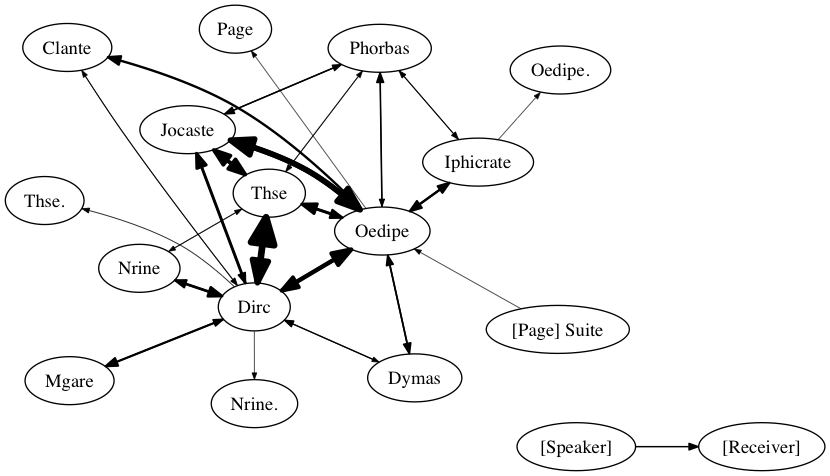 Page
Clante
Phorbas
Oedipe.
Jocaste
Iphicrate
Thse
Thse.
Oedipe
Nrine
Dirc
[Page] Suite
Mgare
Dymas
Nrine.
[Speaker]
[Receiver]